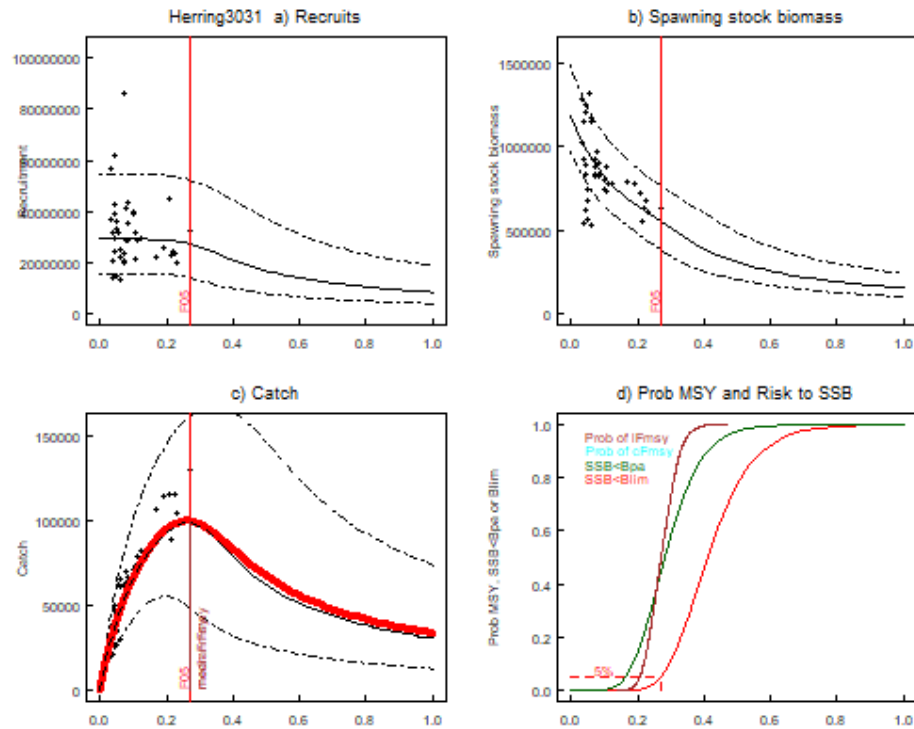 Herring3031 a) Recruits
b) Spawning stock biomass
Recruitment
100000000
80000000
60000000
40000000
20000000
0
F05
0.0 0.2 0.4 0.6 0.8 1.0
Spawning stock biomass
1500000
1000000
500000
0
F05
0.0 0.2 0.4 0.6 0.8 1.0
c) Catch
d) Prob MSY and Risk to SSB
Catch
150000
100000
50000
0
F05
0.0 0.2 0.4 0.6 0.8 1.0
Prob MSY, SSB<Bpa or Blim
1.0
0.8
0.6
0.4
0.2
0.0
Prob of lFmsy
Prob of cFmsy
SSB<Bpa
SSB<Blim
5%
0.0 0.2 0.4 0.6 0.8 1.0